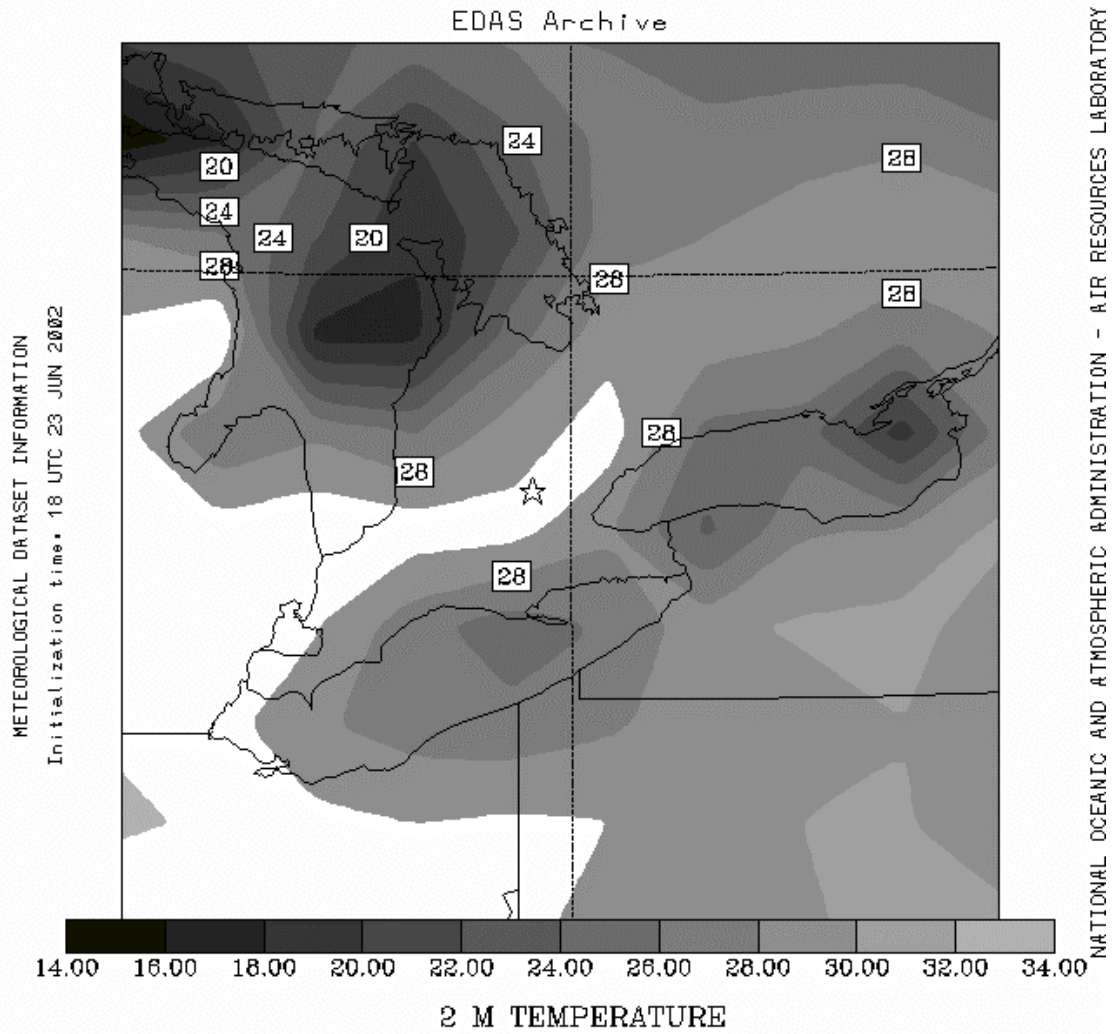 EDAS Archive
METEOROLOGICAL DATASET INFORMATION
Initialization time: 18 UTC 23 JUN 2002
NATIONAL OCEANIC AND ATMOSPHERIC ADMINISTRATION - AIR RESOURCES LABORATORY
24
20
28
24
24
20
28
28
28
28
28
28
14.00 16.00 18.00 20.00 22.00 24.00 26.00 28.00 30.00 32.00 34.00
2 M TEMPERATURE